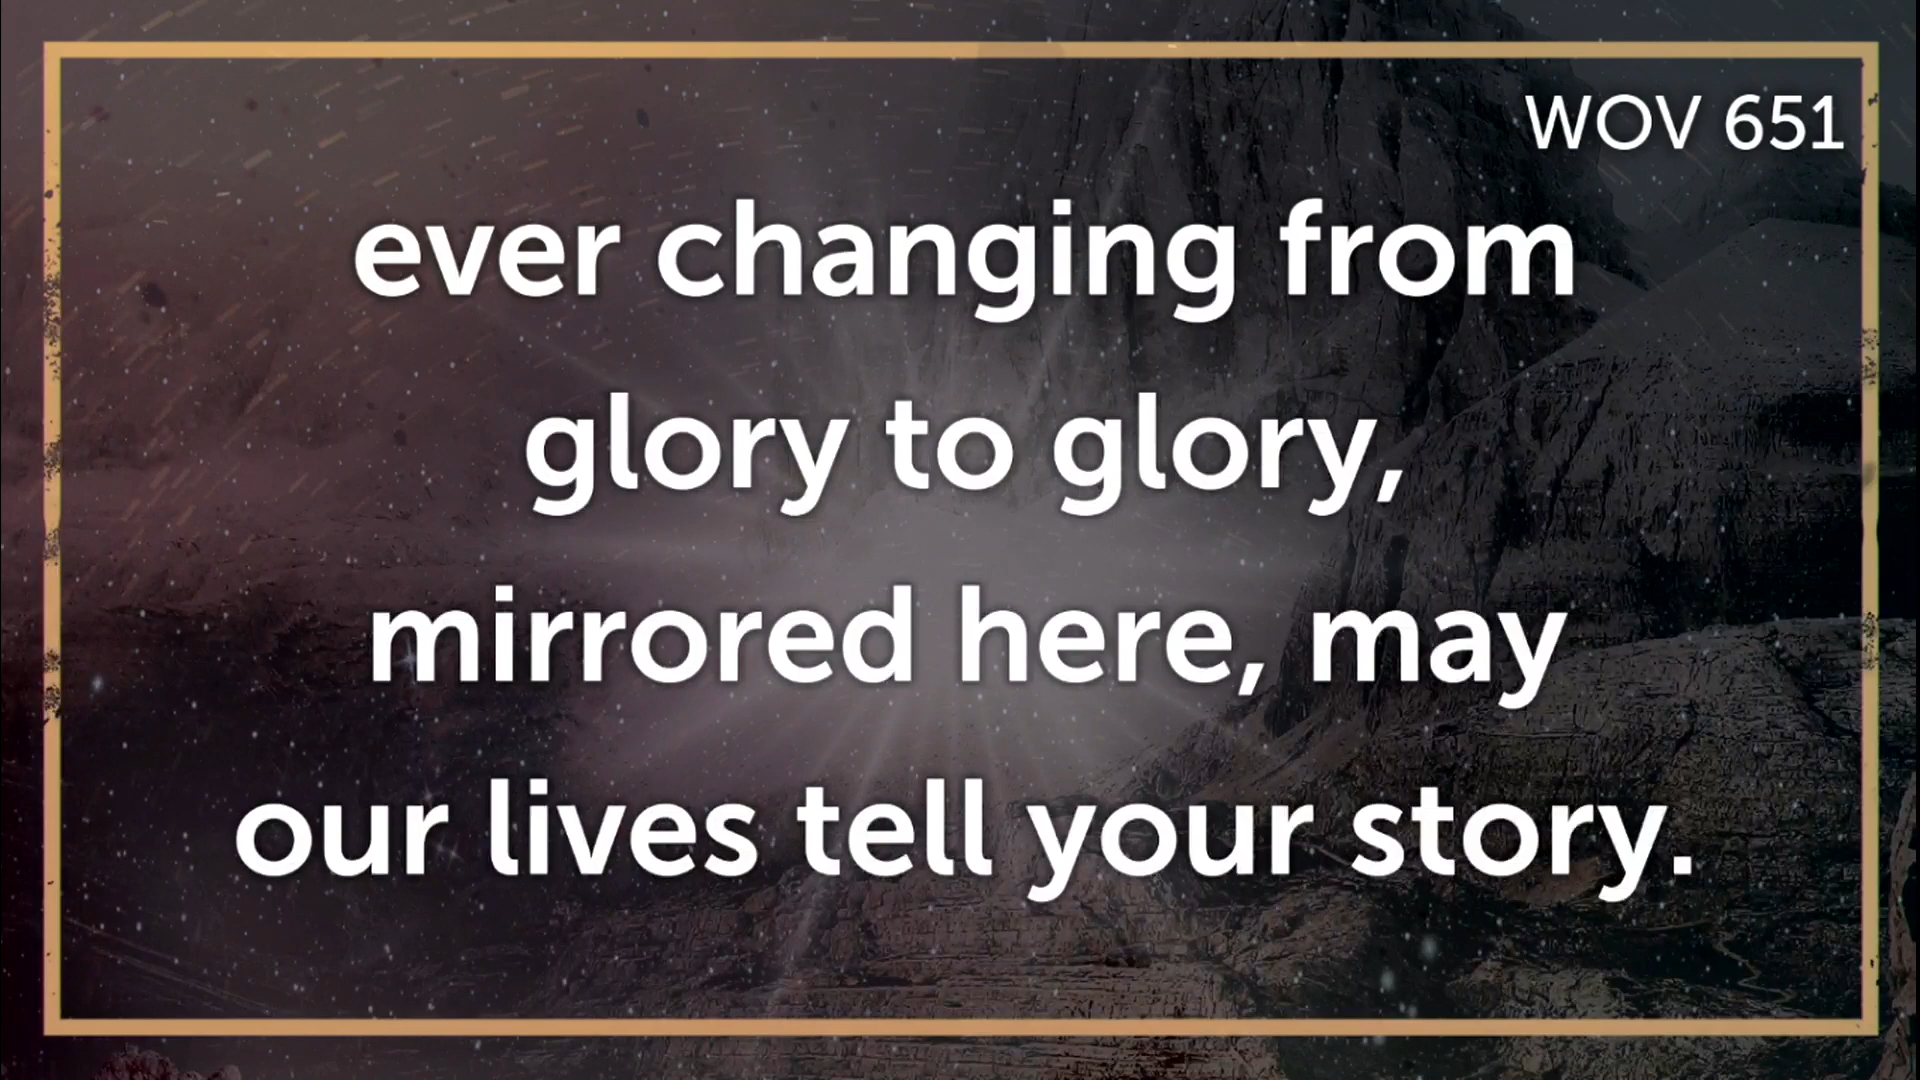 WOV 651
ever changing from
glory to glory,
mirrored here, may
our lives tell your story.